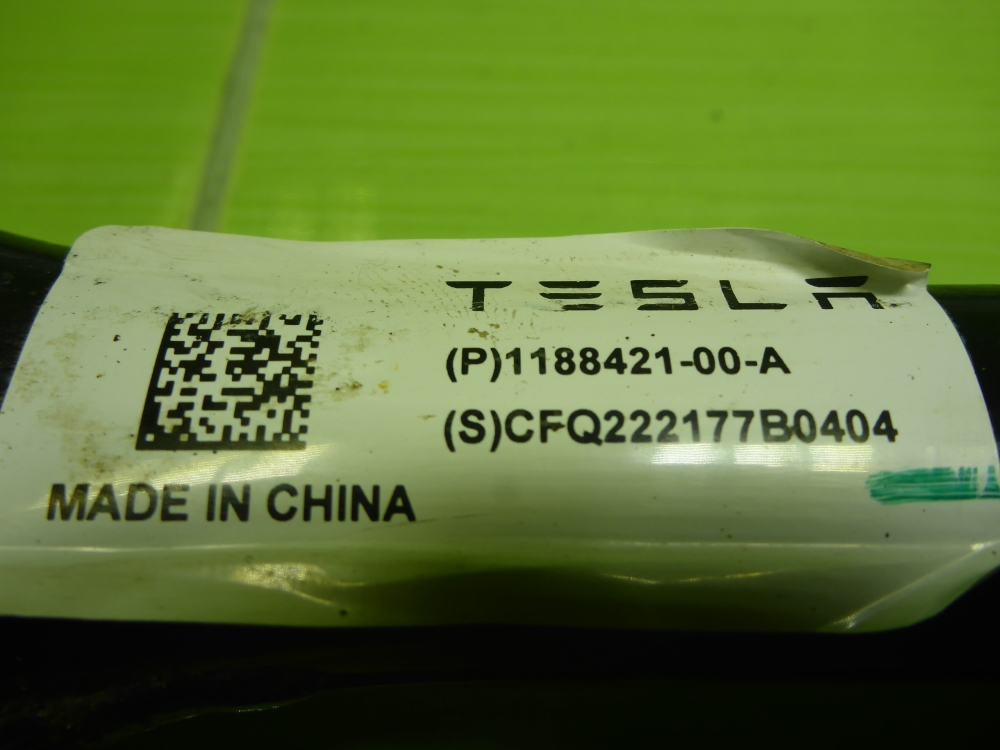 TESLA
(P)1188421-00-A
(S)CFQ222177B0404
MADE IN CHINA